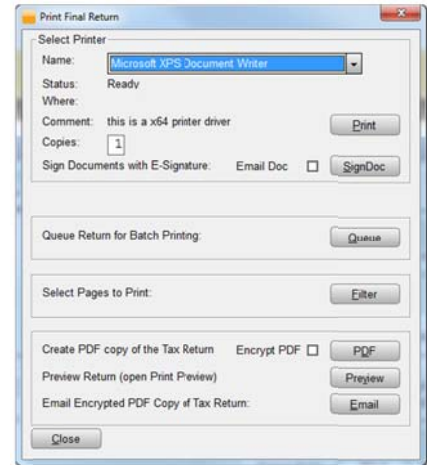 Print Final Return
Select Printer
Name: Microsoft XPS Document Writer
Status: Ready
Where:
Comment: this is a x64 printer driver Print
Copies: 1
Sign Documents with E-Signature: Email Doc SignDoc
Queue Return for Batch Printing: Queue
Select Pages to Print: Filter
Create PDF copy of the Tax Return Encrypt PDF PDF
Preview Return (open Print Preview) Preview
Email Encrypted PDF Copy of Tax Return: Email
Close